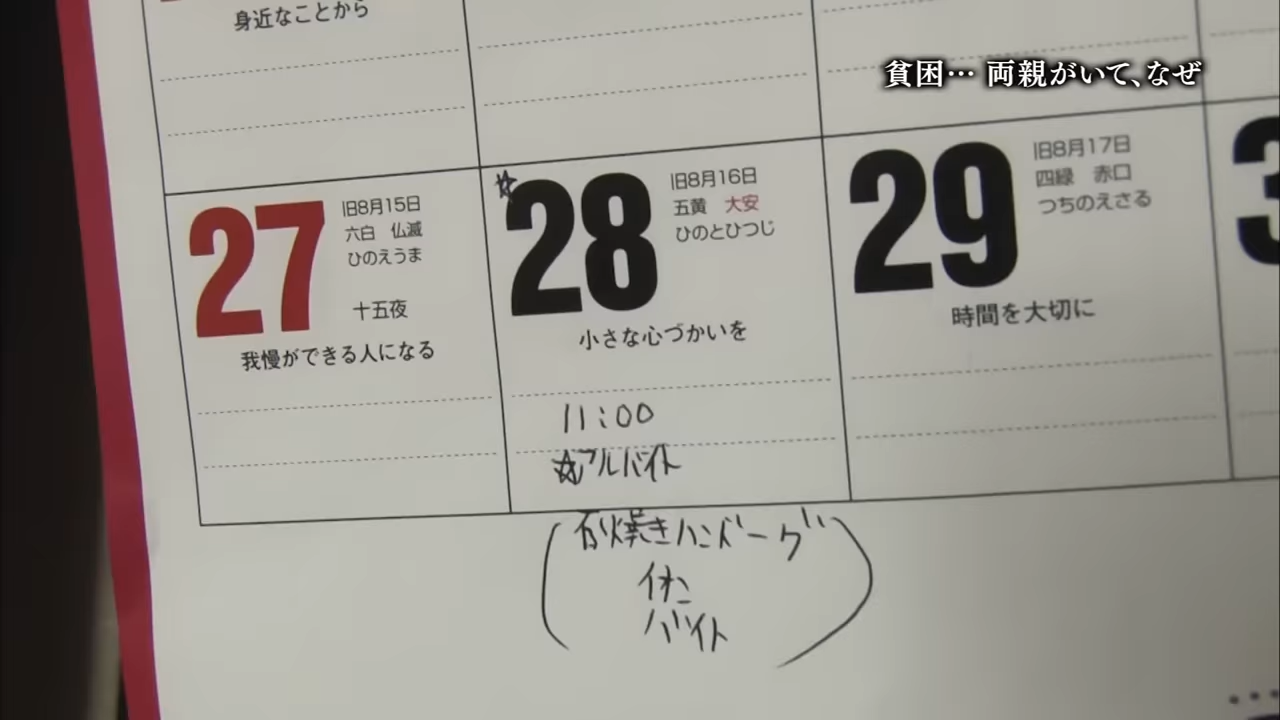 貧困… 両親がいて、なぜ
身近なことから
27
旧8月15日
六白 仏滅
ひのえうま
十五夜
我慢ができる人になる
☆
28
旧8月16日
五黄 大安
ひのとひつじ
小さな心づかいを
11:00
☆アルバイト
(石焼きハンバーグ
バイト)
29
旧8月17日
四緑 赤口
つちのえさる
時間を大切に
3